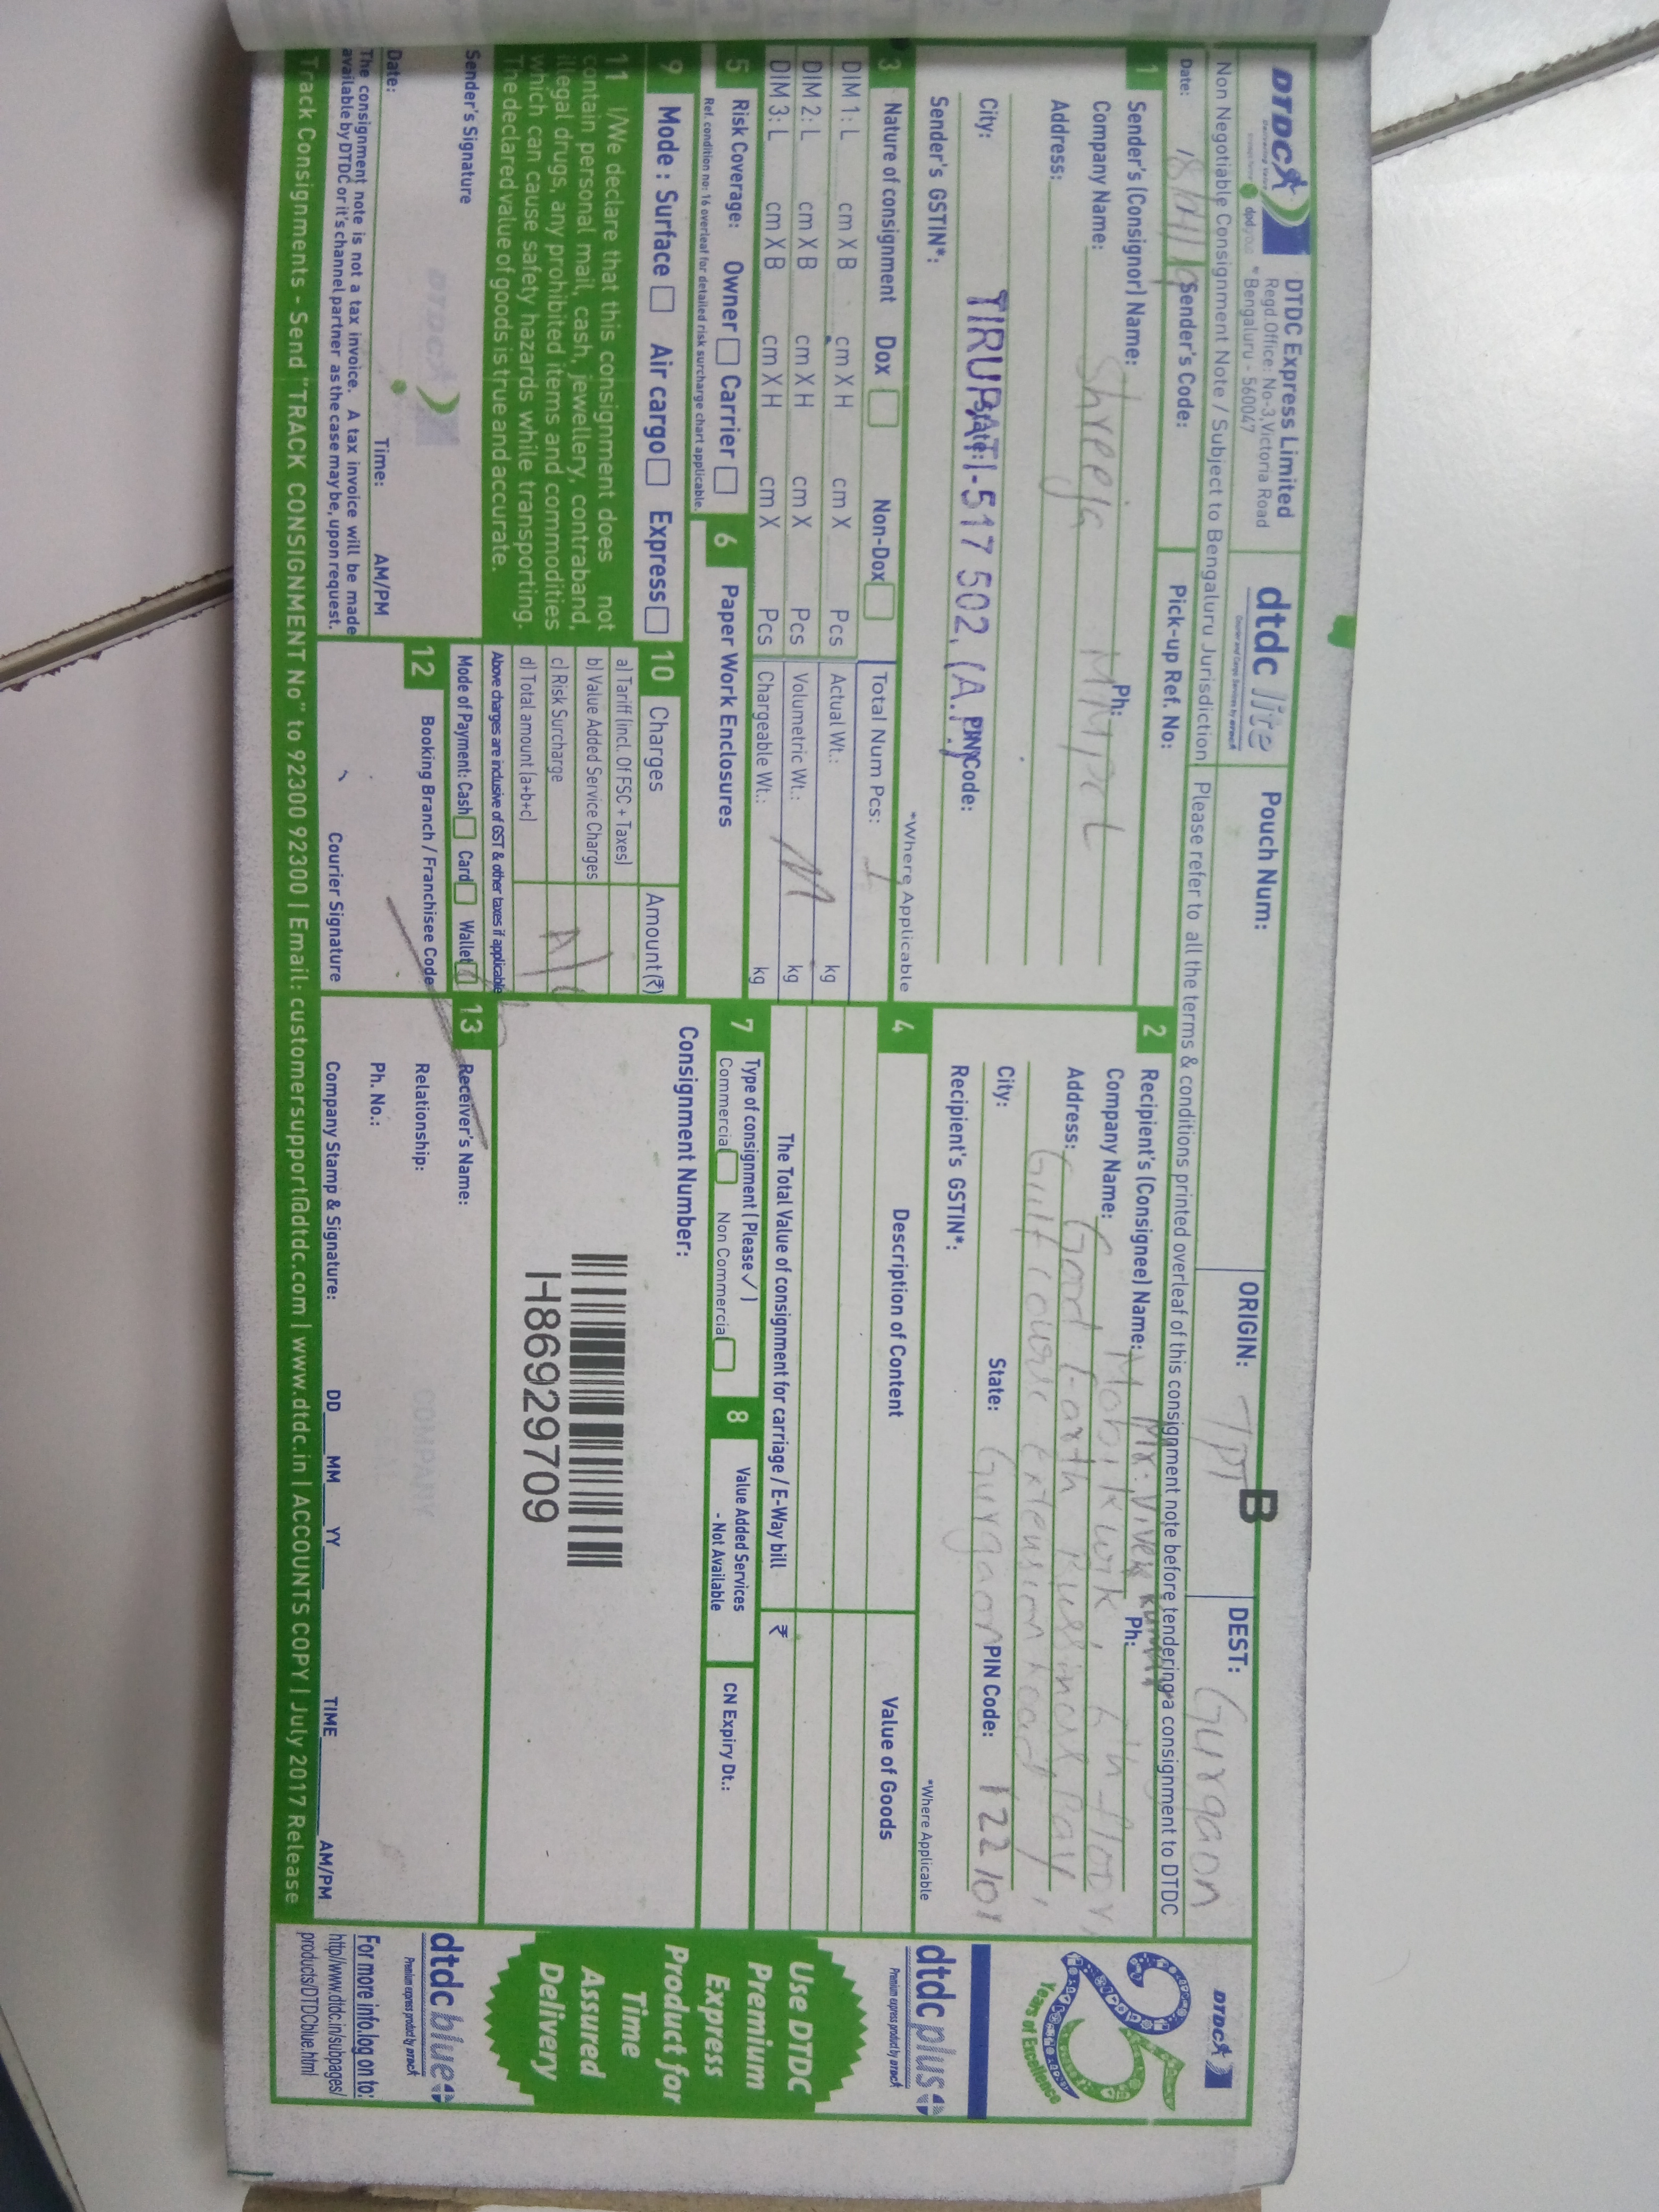 DTDC
DTDC Express Limited
Regd.Office: No-3,Victoria Road
Bengaluru - 560047
dpdgroup
dtdc lite
Pouch Num:
ORIGIN: TPT
B
DEST: Gurgaon
Non Negotiable Consignment Note / Subject to Bengaluru Jurisdiction
Please refer to all the terms & conditions printed overleaf of this consignment note before tendering a consignment to DTDC
Date:
Sender's Code:
Pick-up Ref. No:
1 Sender's (Consignor) Name:
Ph:
Company Name: Shreeja
Address:
TIRUPATI-517 502, (A.P.)
City:
State:
PIN Code:
Sender's GSTIN*:
*Where Applicable
2 Recipient's (Consignee) Name: Mr. Vivek Kumar
Ph:
Company Name: Mobikwik, 6th floor,
Address: Good Earth Bussiness Bay,
Gulf course Extension road,
City:
State: Gurgaon
PIN Code: 122101
Recipient's GSTIN*:
*Where Applicable
3 Nature of consignment Dox Non-Dox
Total Num Pcs: 1
DIM 1: L cm X B cm X H cm X Pcs
Actual Wt.: kg
DIM 2: L cm X B cm X H cm X Pcs
Volumetric Wt.: kg
DIM 3: L cm X B cm X H cm X Pcs
Chargeable Wt.: kg
4 Description of Content
Value of Goods
The Total Value of consignment for carriage / E-Way bill ₹
5 Risk Coverage: Owner Carrier
Ref. condition no: 16 overleaf for detailed risk surcharge chart applicable.
6 Paper Work Enclosures
7 Type of consignment ( Please ✓ )
Commercial Non Commercial
8 Value Added Services
- Not Available
CN Expiry Dt.:
9 Mode : Surface Air cargo Express
10 Charges Amount(₹)
a) Tariff (incl. Of FSC + Taxes)
b) Value Added Service Charges
c) Risk Surcharge
d) Total amount (a+b+c)
Above charges are inclusive of GST & other taxes if applicable
Mode of Payment: Cash Card Wallet
Consignment Number:
H86929709
11 I/We declare that this consignment does not
contain personal mail, cash, jewellery, contraband,
illegal drugs, any prohibited items and commodities
which can cause safety hazards while transporting.
The declared value of goods is true and accurate.
Sender's Signature
DTDC
Date: Time: AM/PM
The consignment note is not a tax invoice. A tax invoice will be made
available by DTDC or it's channel partner as the case may be, upon request.
12 Booking Branch / Franchisee Code
Courier Signature
13 Receiver's Name:
Relationship:
COMPANY
Ph. No.:
Company Stamp & Signature: DD MM YY TIME AM/PM
Track Consignments - Send "TRACK CONSIGNMENT No" to 92300 92300 | Email: customersupport@dtdc.com | www.dtdc.in | ACCOUNTS COPY | July 2017 Release
DTDC
25
Years of Excellence
dtdc plus
Premium express product by DTDC
Use DTDC
Premium
Express
Product for
Time
Assured
Delivery
dtdc blue
Premium express product by DTDC
For more info.log on to:
http//www.dtdc.in/subpages/
products/DTDCblue.html